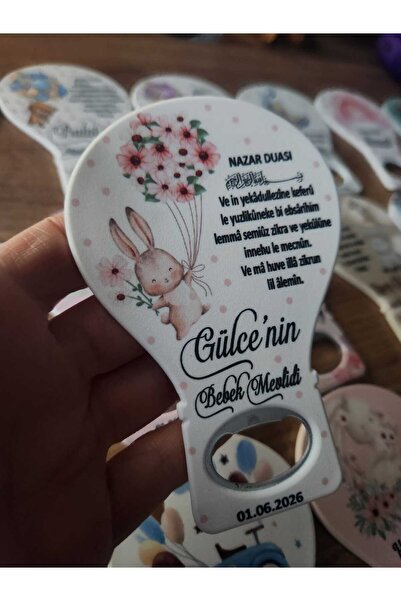 NAZAR DUASI
Ve in yekâdullezîne keferû
le yuzlikûneke bi ebsârihim
lemmâ semiûz zikra ve yekûlûne
innehu le mecnûn.
Ve mâ huve illâ zikrun
lil âlemîn.
Gülce'nin
Bebek Mevlidi
01.06.2026